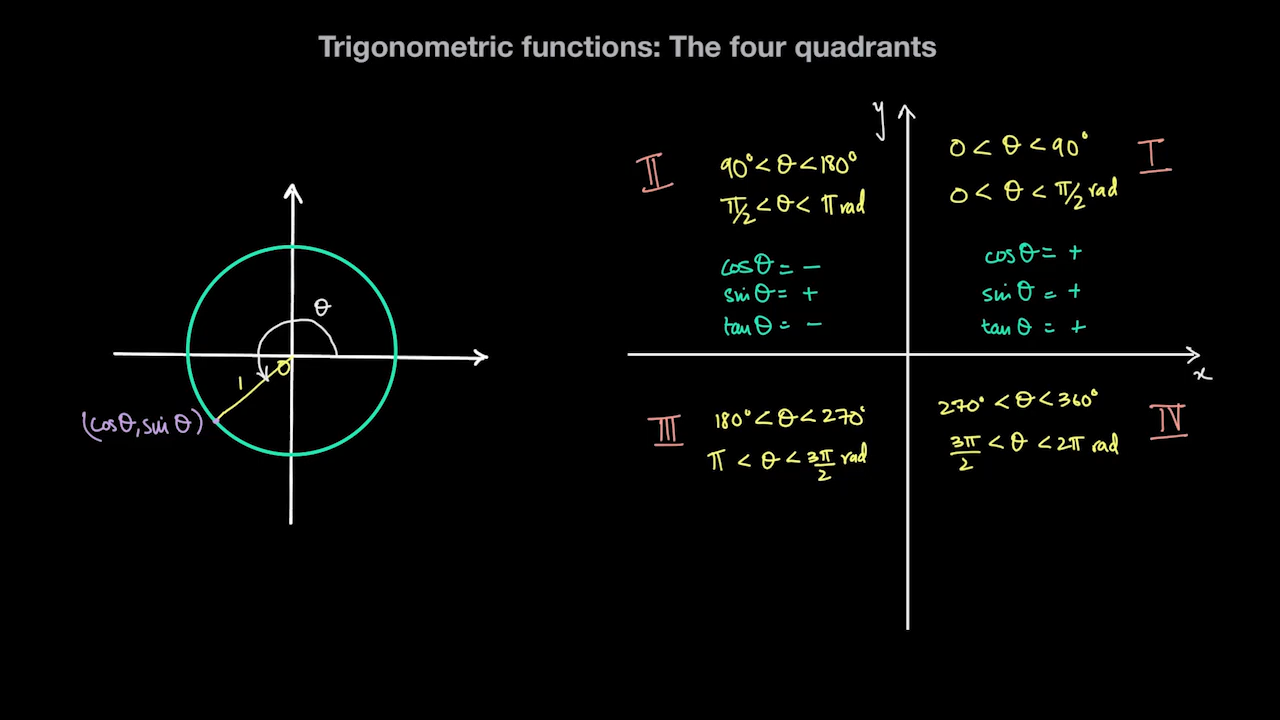 Trigonometric functions: The four quadrants
θ
1
O
(cosθ, sinθ)
y
x
II
90° < θ < 180°
π/2 < θ < π rad
cosθ = −
sinθ = +
tanθ = −
I
0 < θ < 90°
0 < θ < π/2 rad
cosθ = +
sinθ = +
tanθ = +
III
180° < θ < 270°
π < θ < 3π/2 rad
IV
270° < θ < 360°
3π/2 < θ < 2π rad